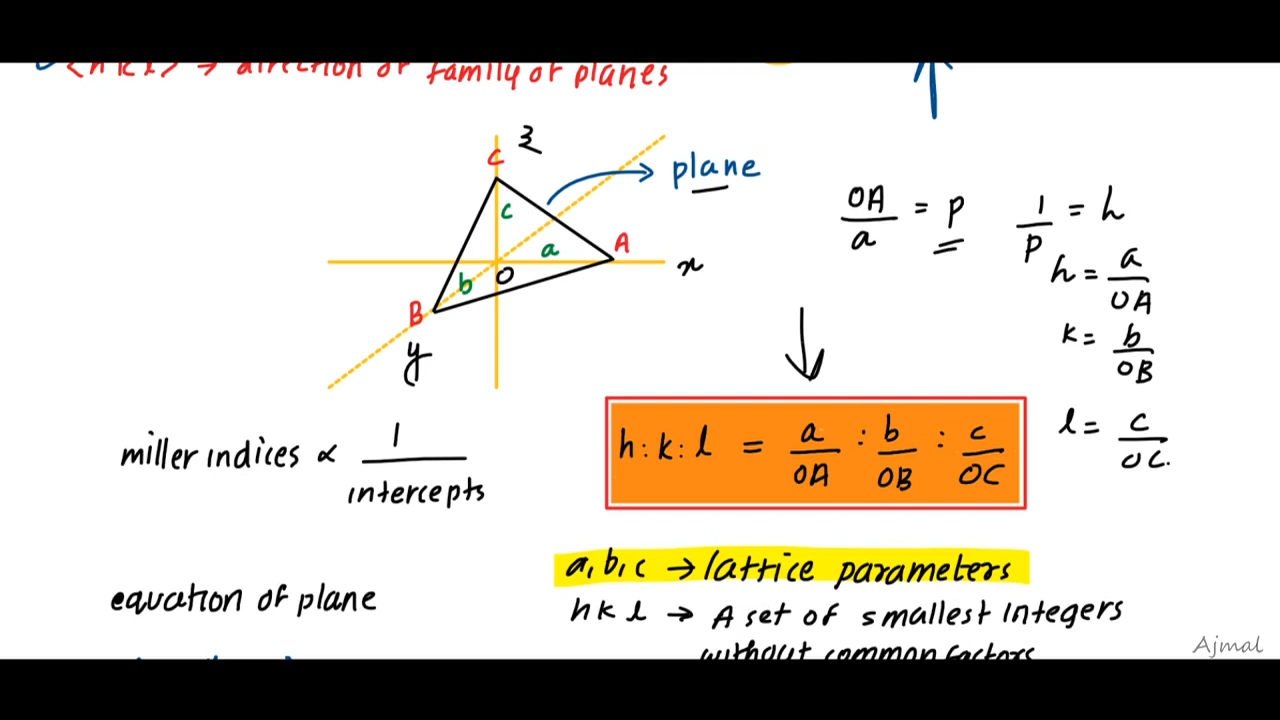 <hkl> → direction of family of planes
z
C
plane
c
a
A
x
b
O
B
y
OA/a = p
1/p = h
h = a/OA
k = b/OB
l = c/OC.
miller indices ∝ 1/intercepts
h:k:l = a/OA : b/OB : c/OC
a,b,c → lattice parameters
equation of plane
h k l → A set of smallest integers
without common factors
Ajmal